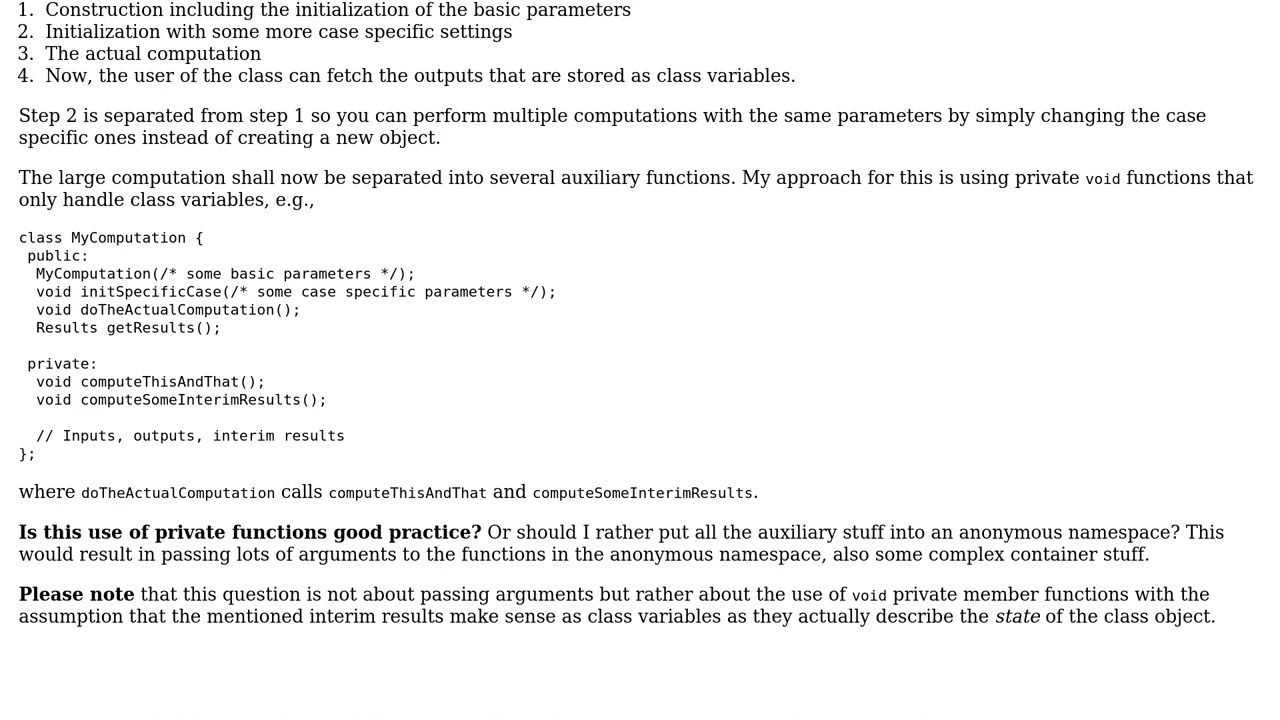 1. Construction including the initialization of the basic parameters
2. Initialization with some more case specific settings
3. The actual computation
4. Now, the user of the class can fetch the outputs that are stored as class variables.
Step 2 is separated from step 1 so you can perform multiple computations with the same parameters by simply changing the case
specific ones instead of creating a new object.
The large computation shall now be separated into several auxiliary functions. My approach for this is using private void functions that
only handle class variables, e.g.,
class MyComputation {
 public:
  MyComputation(/* some basic parameters */);
  void initSpecificCase(/* some case specific parameters */);
  void doTheActualComputation();
  Results getResults();
 private:
  void computeThisAndThat();
  void computeSomeInterimResults();
  // Inputs, outputs, interim results
};
where doTheActualComputation calls computeThisAndThat and computeSomeInterimResults.
Is this use of private functions good practice? Or should I rather put all the auxiliary stuff into an anonymous namespace? This
would result in passing lots of arguments to the functions in the anonymous namespace, also some complex container stuff.
Please note that this question is not about passing arguments but rather about the use of void private member functions with the
assumption that the mentioned interim results make sense as class variables as they actually describe the state of the class object.